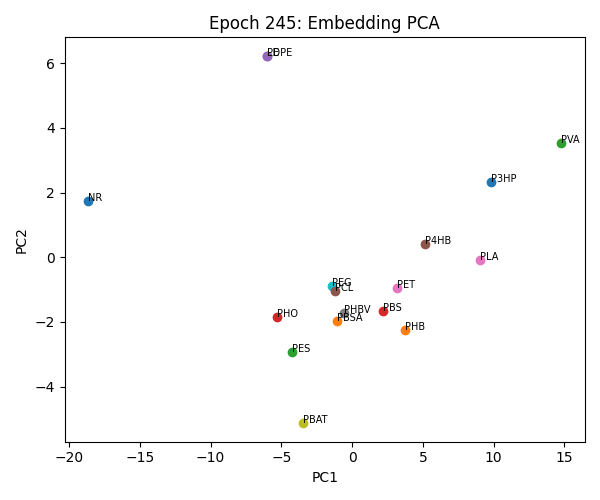 Epoch 245: Embedding PCA
PVA
P3HP
NR
P4HB
PLA
PEG
PCL
PET
PHO
PHBV
PBS
PBSA
PHB
PES
PBAT
6
4
2
0
−2
−4
PC2
−20
−15
−10
−5
0
5
10
15
PC1